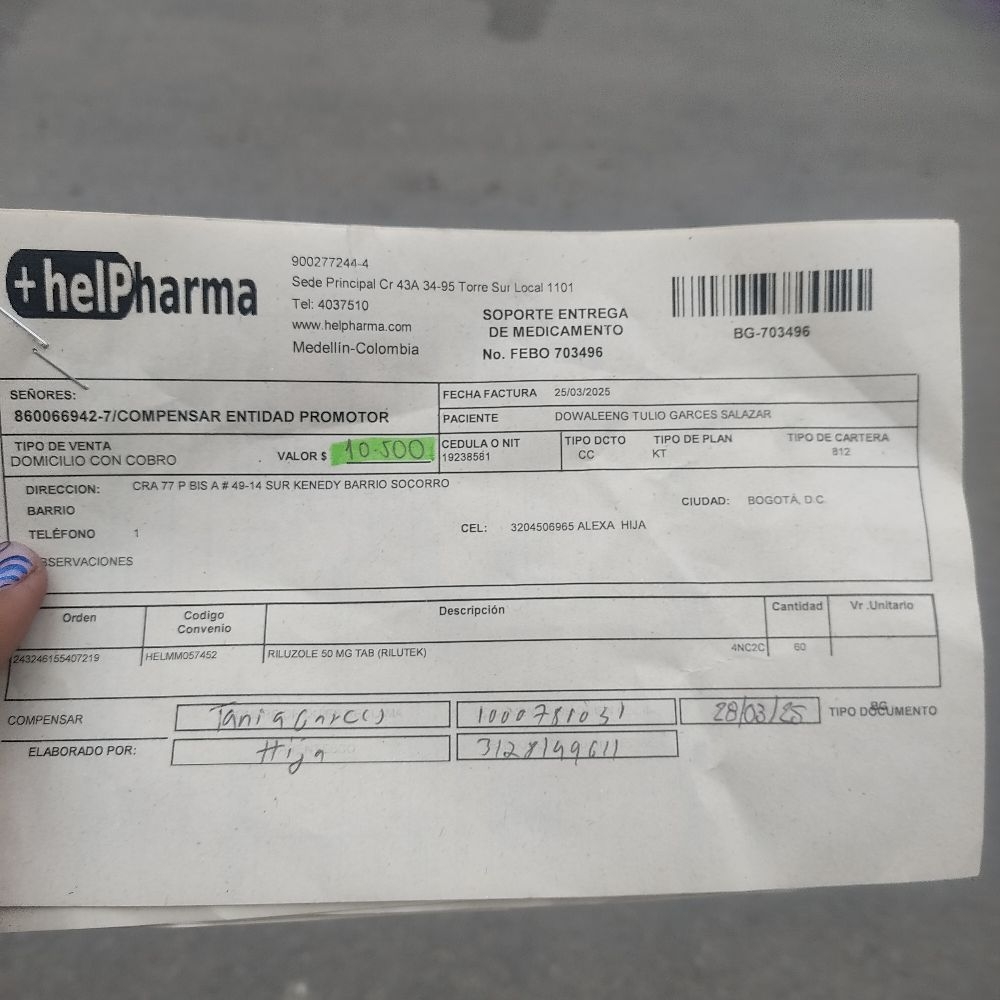 +helPharma
900277244-4
Sede Principal Cr 43A 34-95 Torre Sur Local 1101
Tel: 4037510
www.helpharma.com
Medellín-Colombia
SOPORTE ENTREGA
DE MEDICAMENTO
No. FEBO 703496
BG-703496
SEÑORES:
860066942-7/COMPENSAR ENTIDAD PROMOTOR
FECHA FACTURA 25/03/2025
PACIENTE DOWALEENG TULIO GARCES SALAZAR
TIPO DE VENTA
DOMICILIO CON COBRO
VALOR $ 10.500
CEDULA O NIT
19238581
TIPO DCTO
CC
TIPO DE PLAN
KT
TIPO DE CARTERA
812
DIRECCION: CRA 77 P BIS A # 49-14 SUR KENEDY BARRIO SOCORRO
CIUDAD: BOGOTÁ, D.C.
BARRIO
TELÉFONO 1
CEL: 3204506965 ALEXA HIJA
BSERVACIONES
Orden Codigo Convenio Descripción Cantidad Vr .Unitario
243246155407219 HELMM057452 RILUZOLE 50 MG TAB (RILUTEK) 4NC2C 60
COMPENSAR Tania Garces 1000781031 28/03/25 TIPO DOCUMENTO
BG
ELABORADO POR: Hija 3128149611